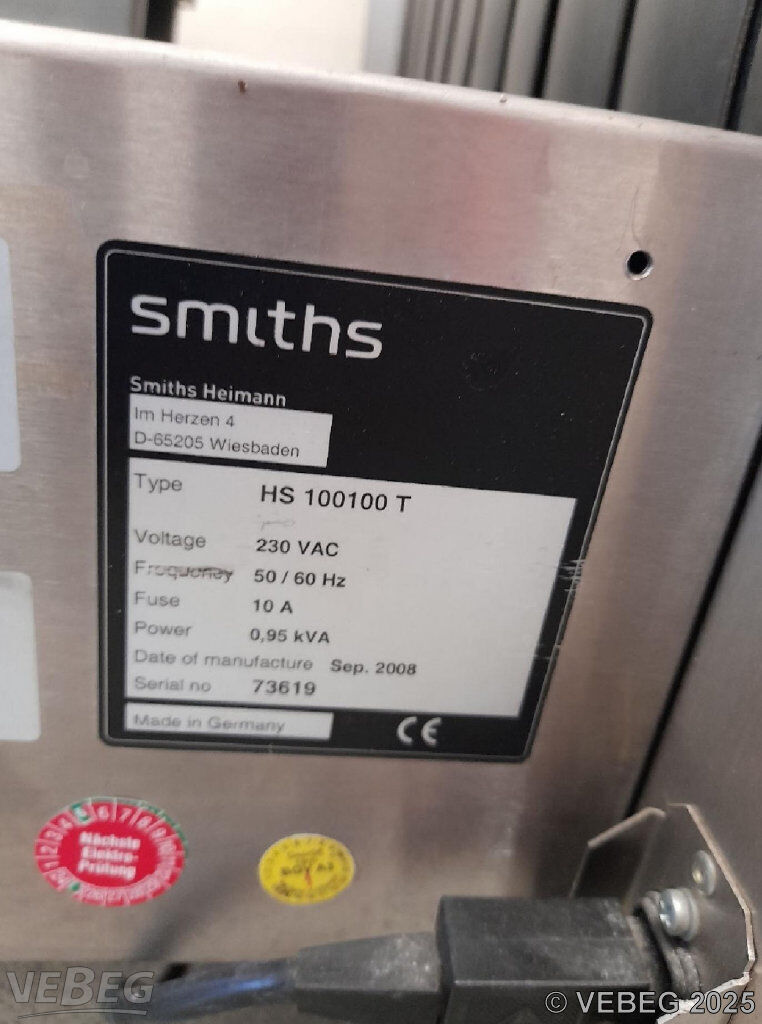 smiths
Smiths Heimann
Im Herzen 4
D-65205 Wiesbaden
Type HS 100100 T
Voltage 230 VAC
Frequency 50 / 60 Hz
Fuse 10 A
Power 0,95 kVA
Date of manufacture Sep. 2008
Serial no 73619
Made in Germany CE
Nächste
Elektro-
Prüfung
VEBEG
© VEBEG 2025